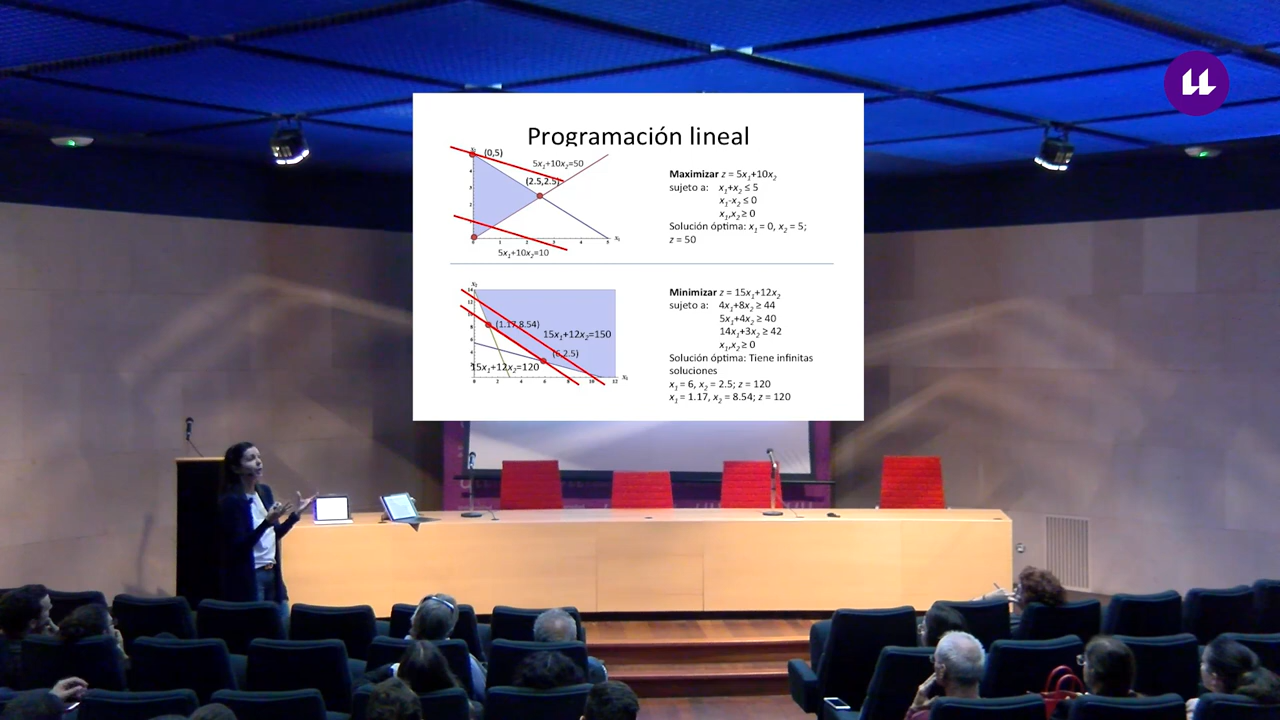 Programación lineal
(0,5)
5x₁+10x₂=50
(2.5,2.5)
5x₁+10x₂=10
Maximizar z = 5x₁+10x₂
sujeto a: x₁+x₂ ≤ 5
x₁-x₂ ≤ 0
x₁,x₂ ≥ 0
Solución óptima: x₁ = 0, x₂ = 5;
z = 50
(1.17,8.54)
15x₁+12x₂=150
(6,2.5)
15x₁+12x₂=120
Minimizar z = 15x₁+12x₂
sujeto a: 4x₁+8x₂ ≥ 44
5x₁+4x₂ ≥ 40
14x₁+3x₂ ≥ 42
x₁,x₂ ≥ 0
Solución óptima: Tiene infinitas
soluciones
x₁ = 6, x₂ = 2.5; z = 120
x₁ = 1.17, x₂ = 8.54; z = 120